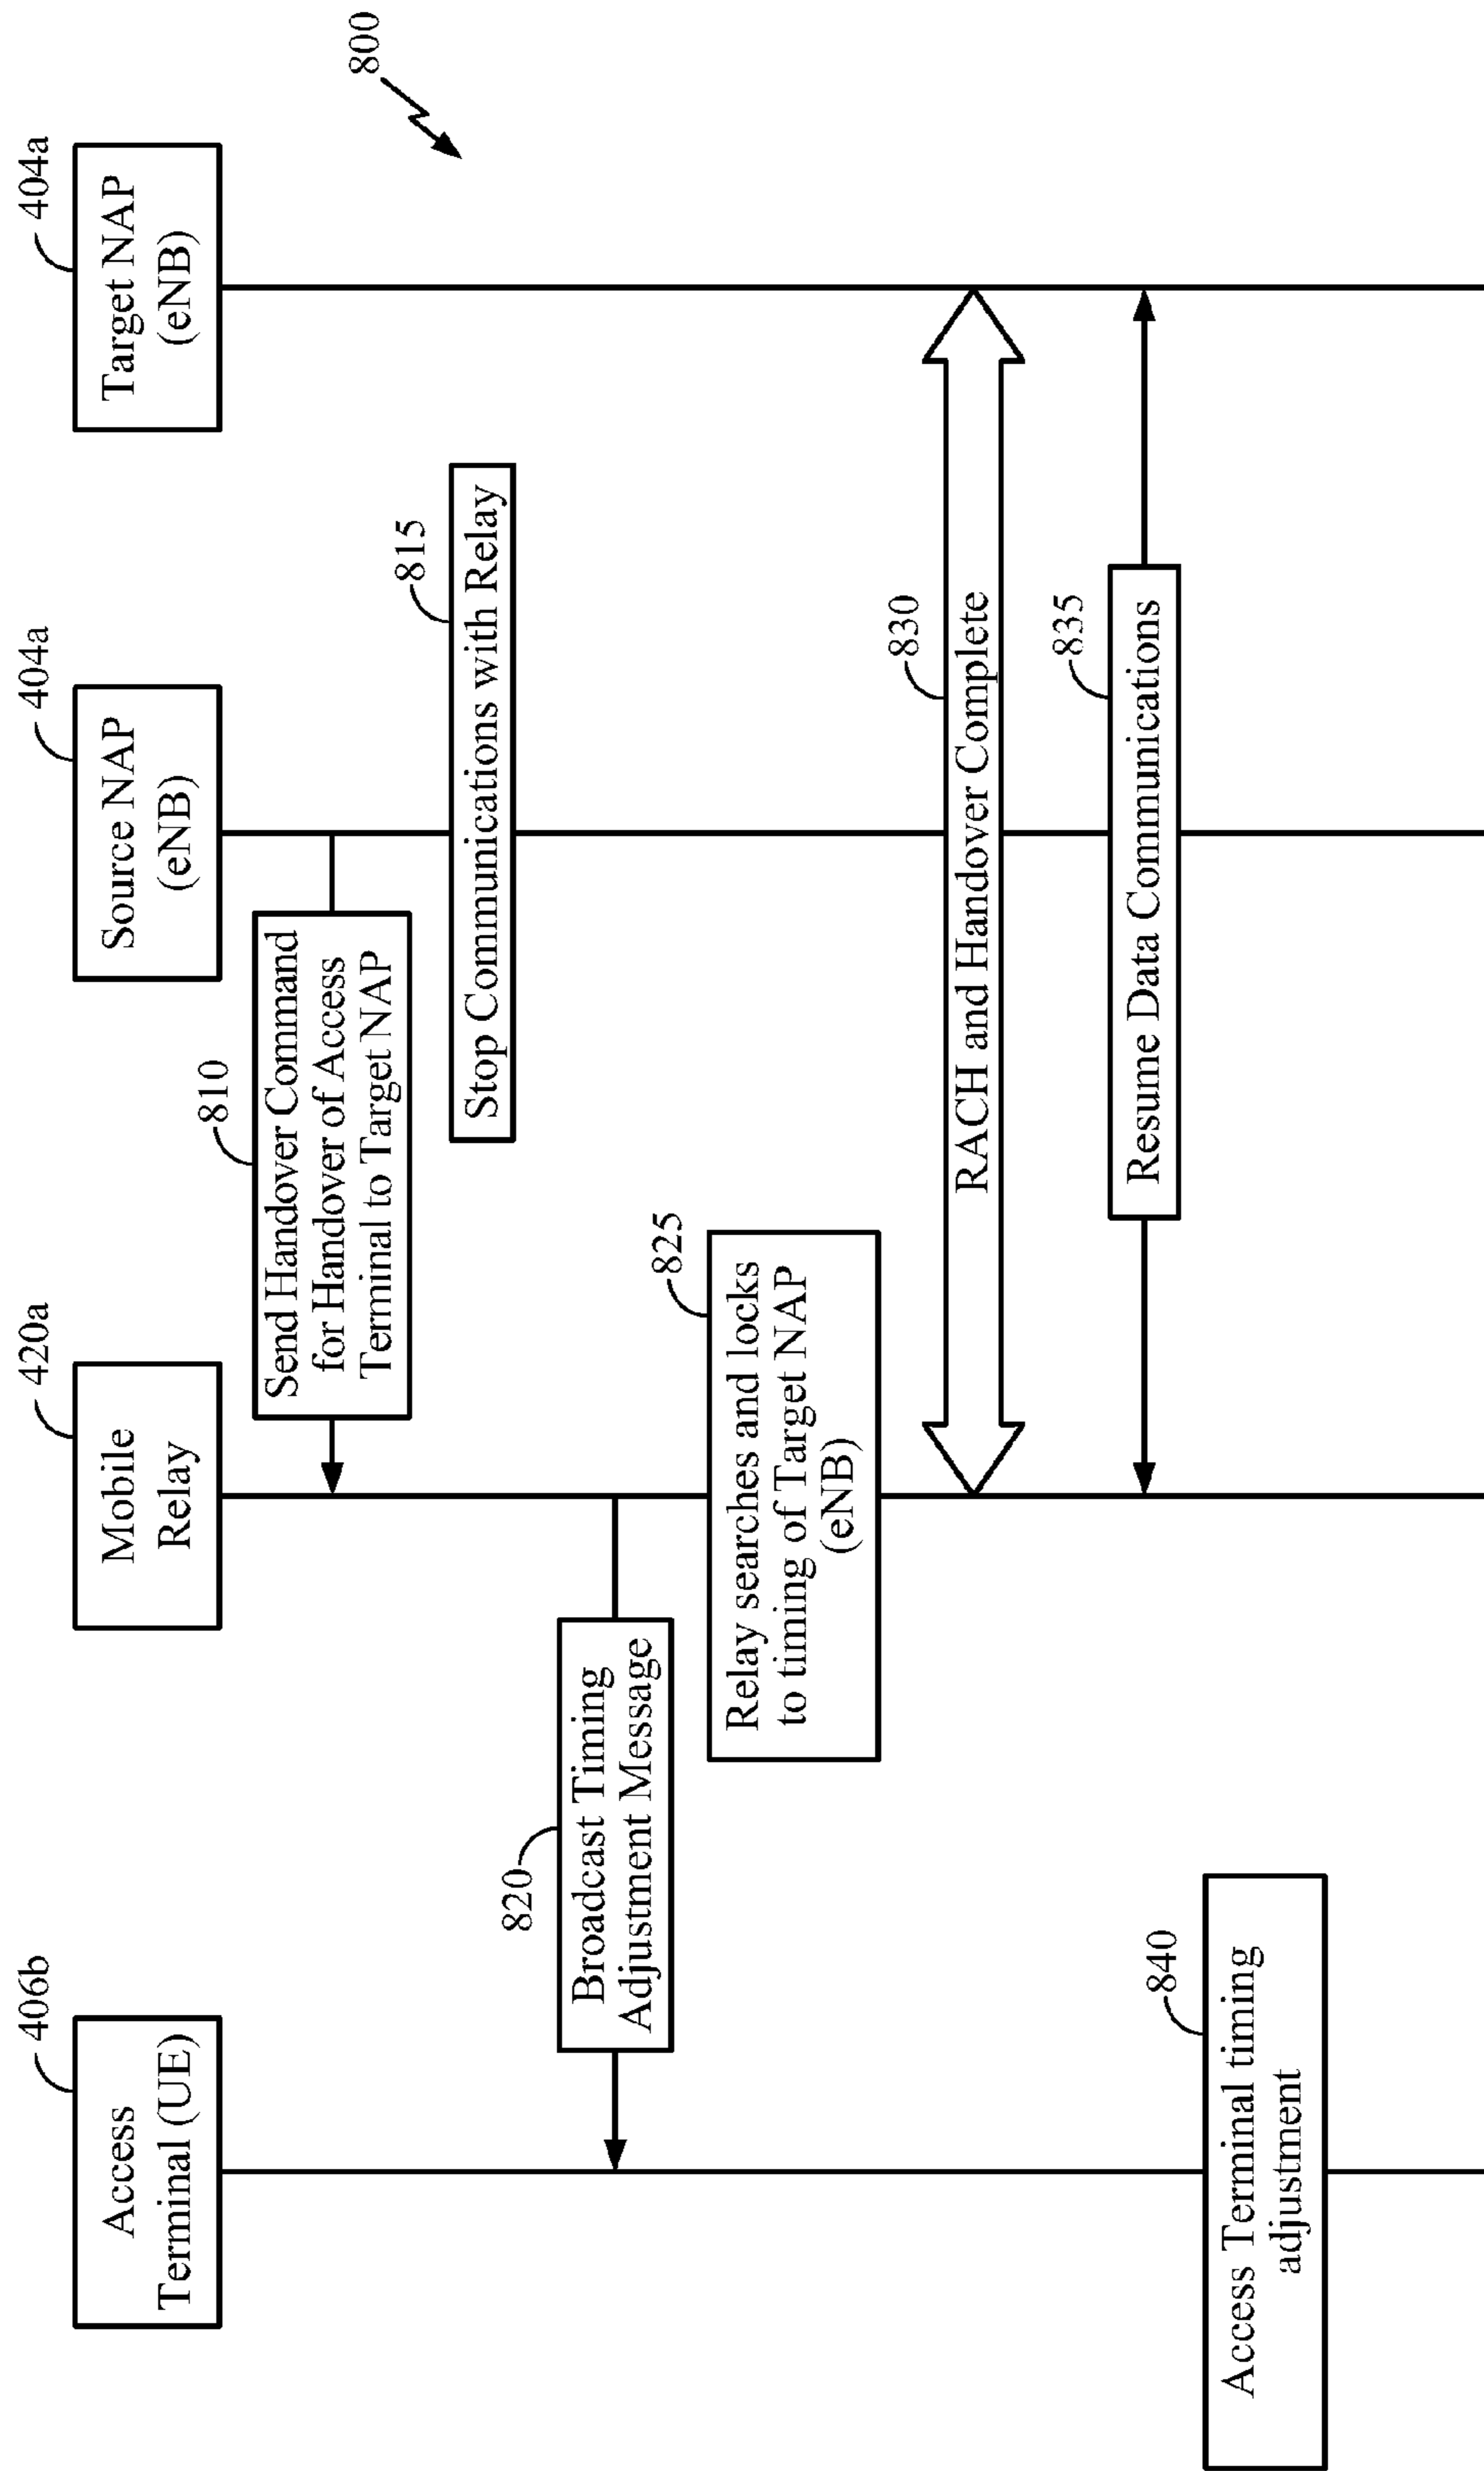 406b
Access
Terminal (UE)
420a
Mobile
Relay
404a
Source NAP
(eNB)
404a
Target NAP
(eNB)
800
810
Send Handover Command
for Handover of Access
Terminal to Target NAP
815
Stop Communications with Relay
820
Broadcast Timing
Adjustment Message
825
Relay searches and locks
to timing of Target NAP
(eNB)
830
RACH and Handover Complete
835
Resume Data Communications
840
Access Terminal timing
adjustment